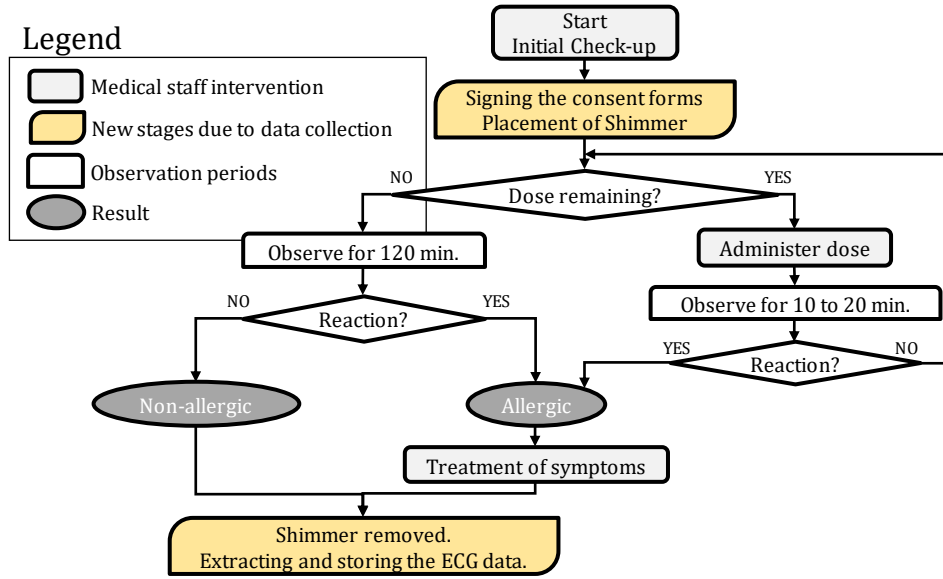 Start
Initial Check-up
Legend
Medical staff intervention
New stages due to data collection
Observation periods
Result
Signing the consent forms
Placement of Shimmer
NO
YES
Dose remaining?
Observe for 120 min.
Administer dose
Observe for 10 to 20 min.
NO
YES
Reaction?
YES
NO
Reaction?
Non-allergic
Allergic
Treatment of symptoms
Shimmer removed.
Extracting and storing the ECG data.